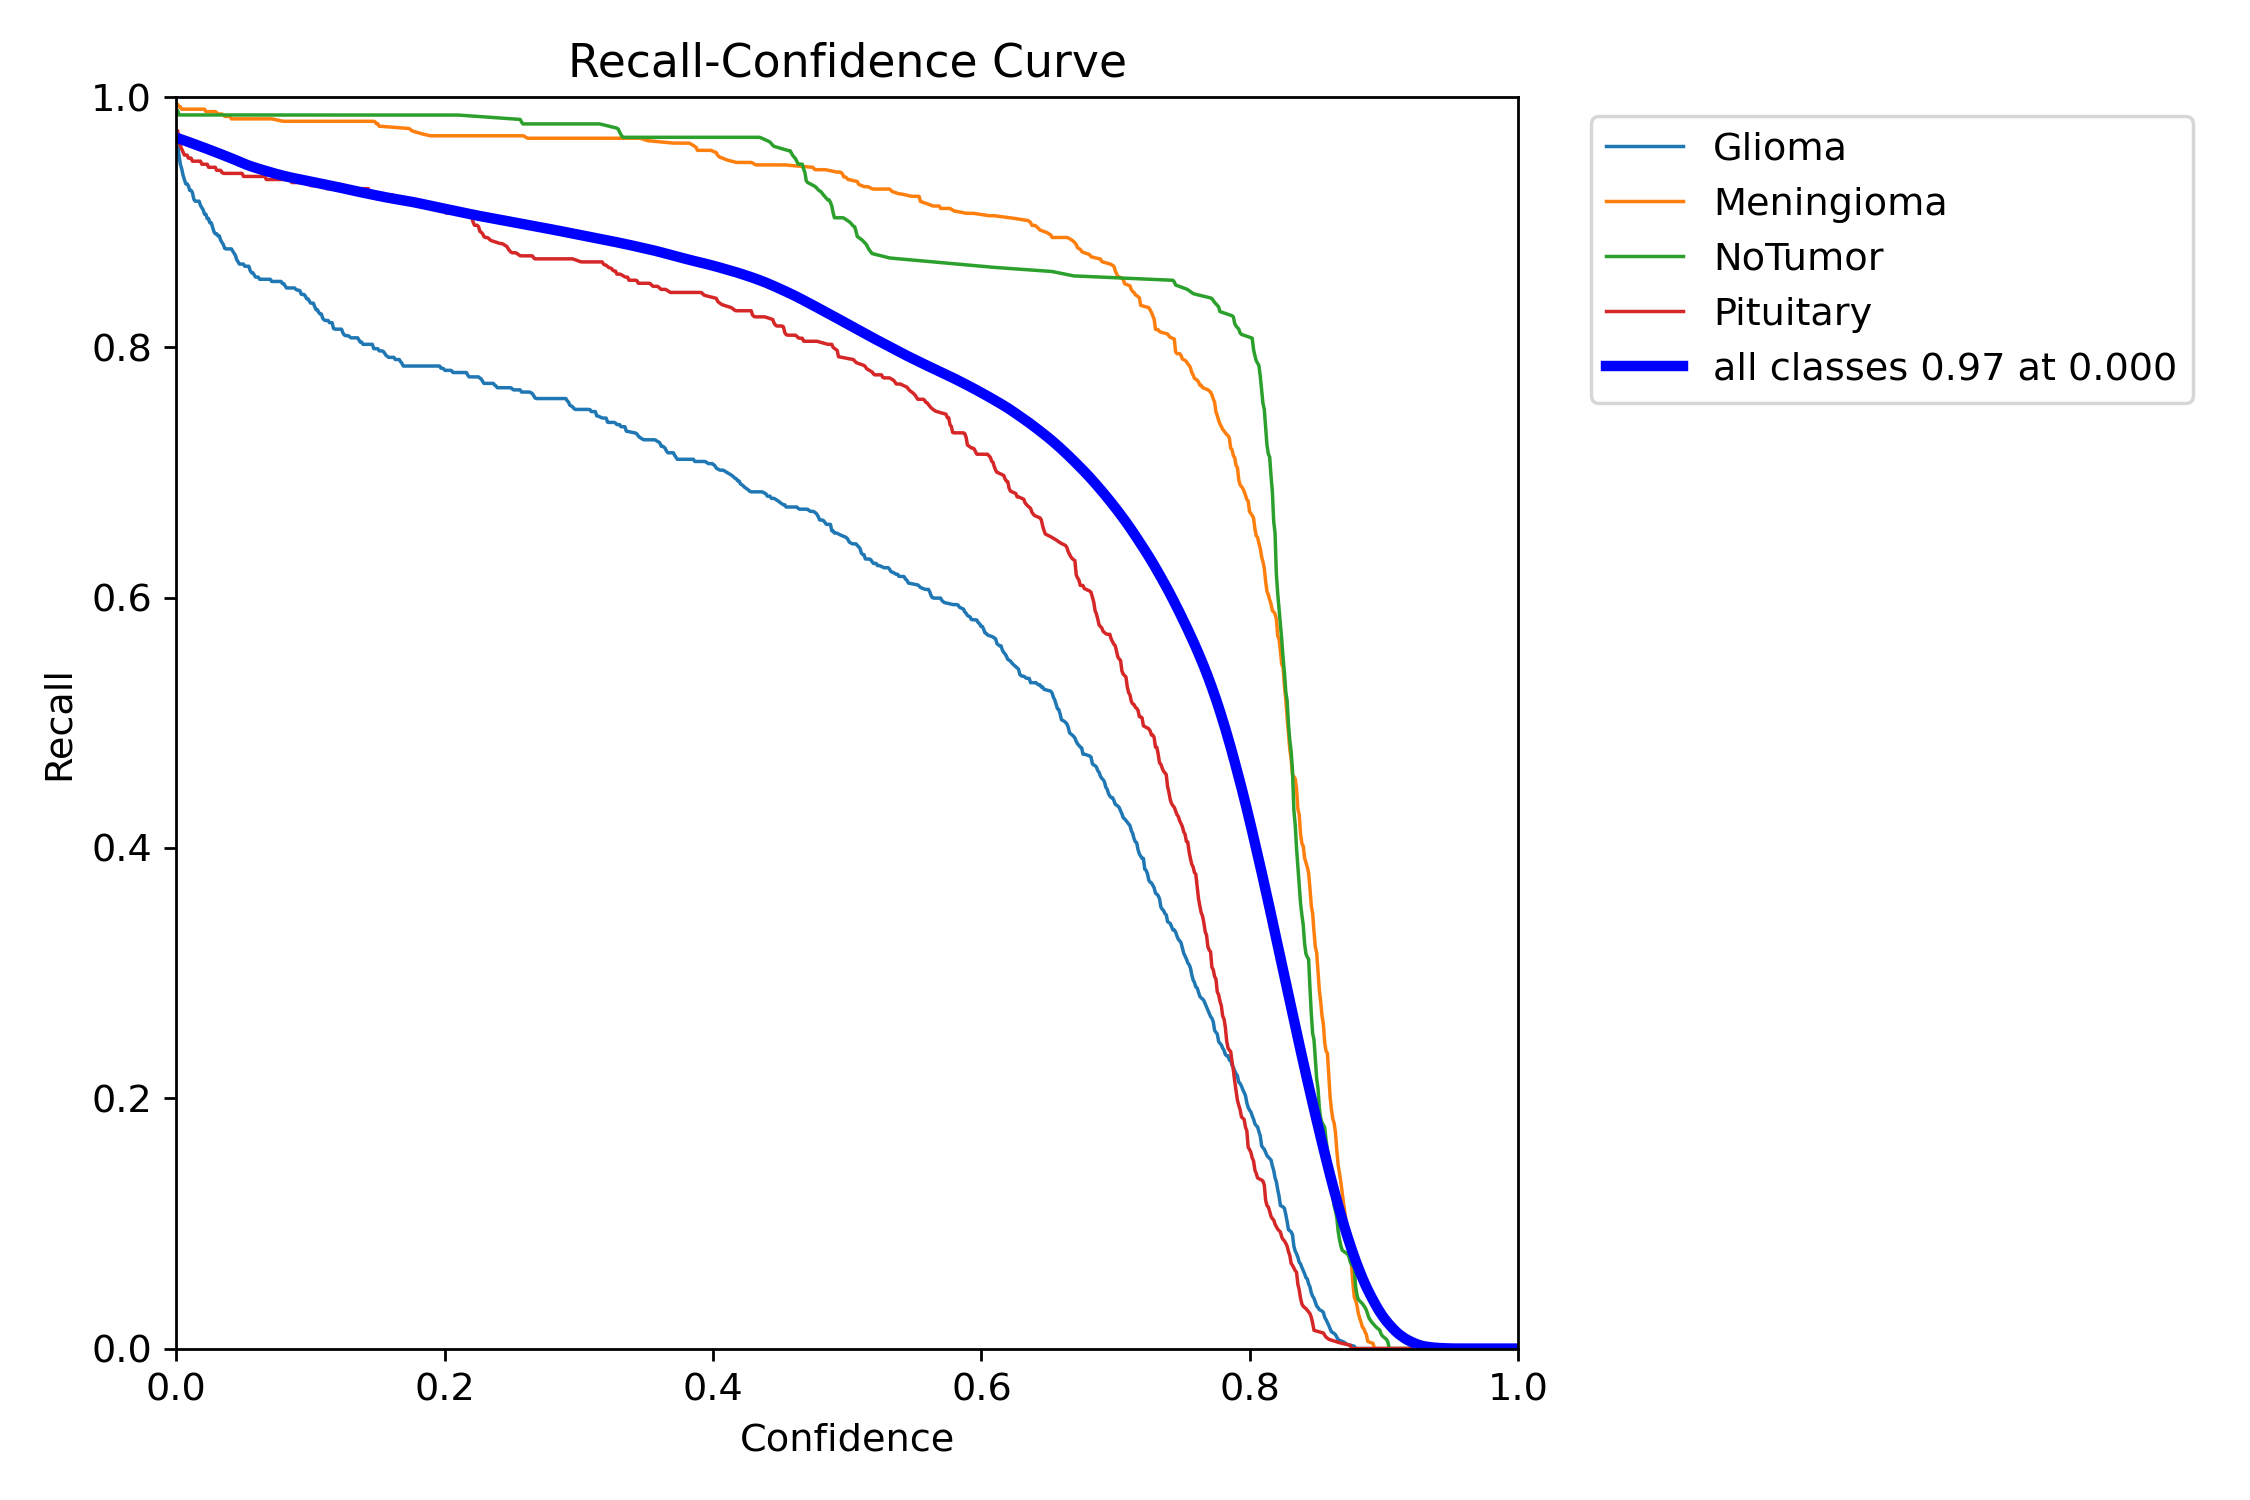 Recall-Confidence Curve
1.0
0.8
0.6
0.4
0.2
0.0
Recall
0.0 0.2 0.4 0.6 0.8 1.0
Confidence
Glioma
Meningioma
NoTumor
Pituitary
all classes 0.97 at 0.000